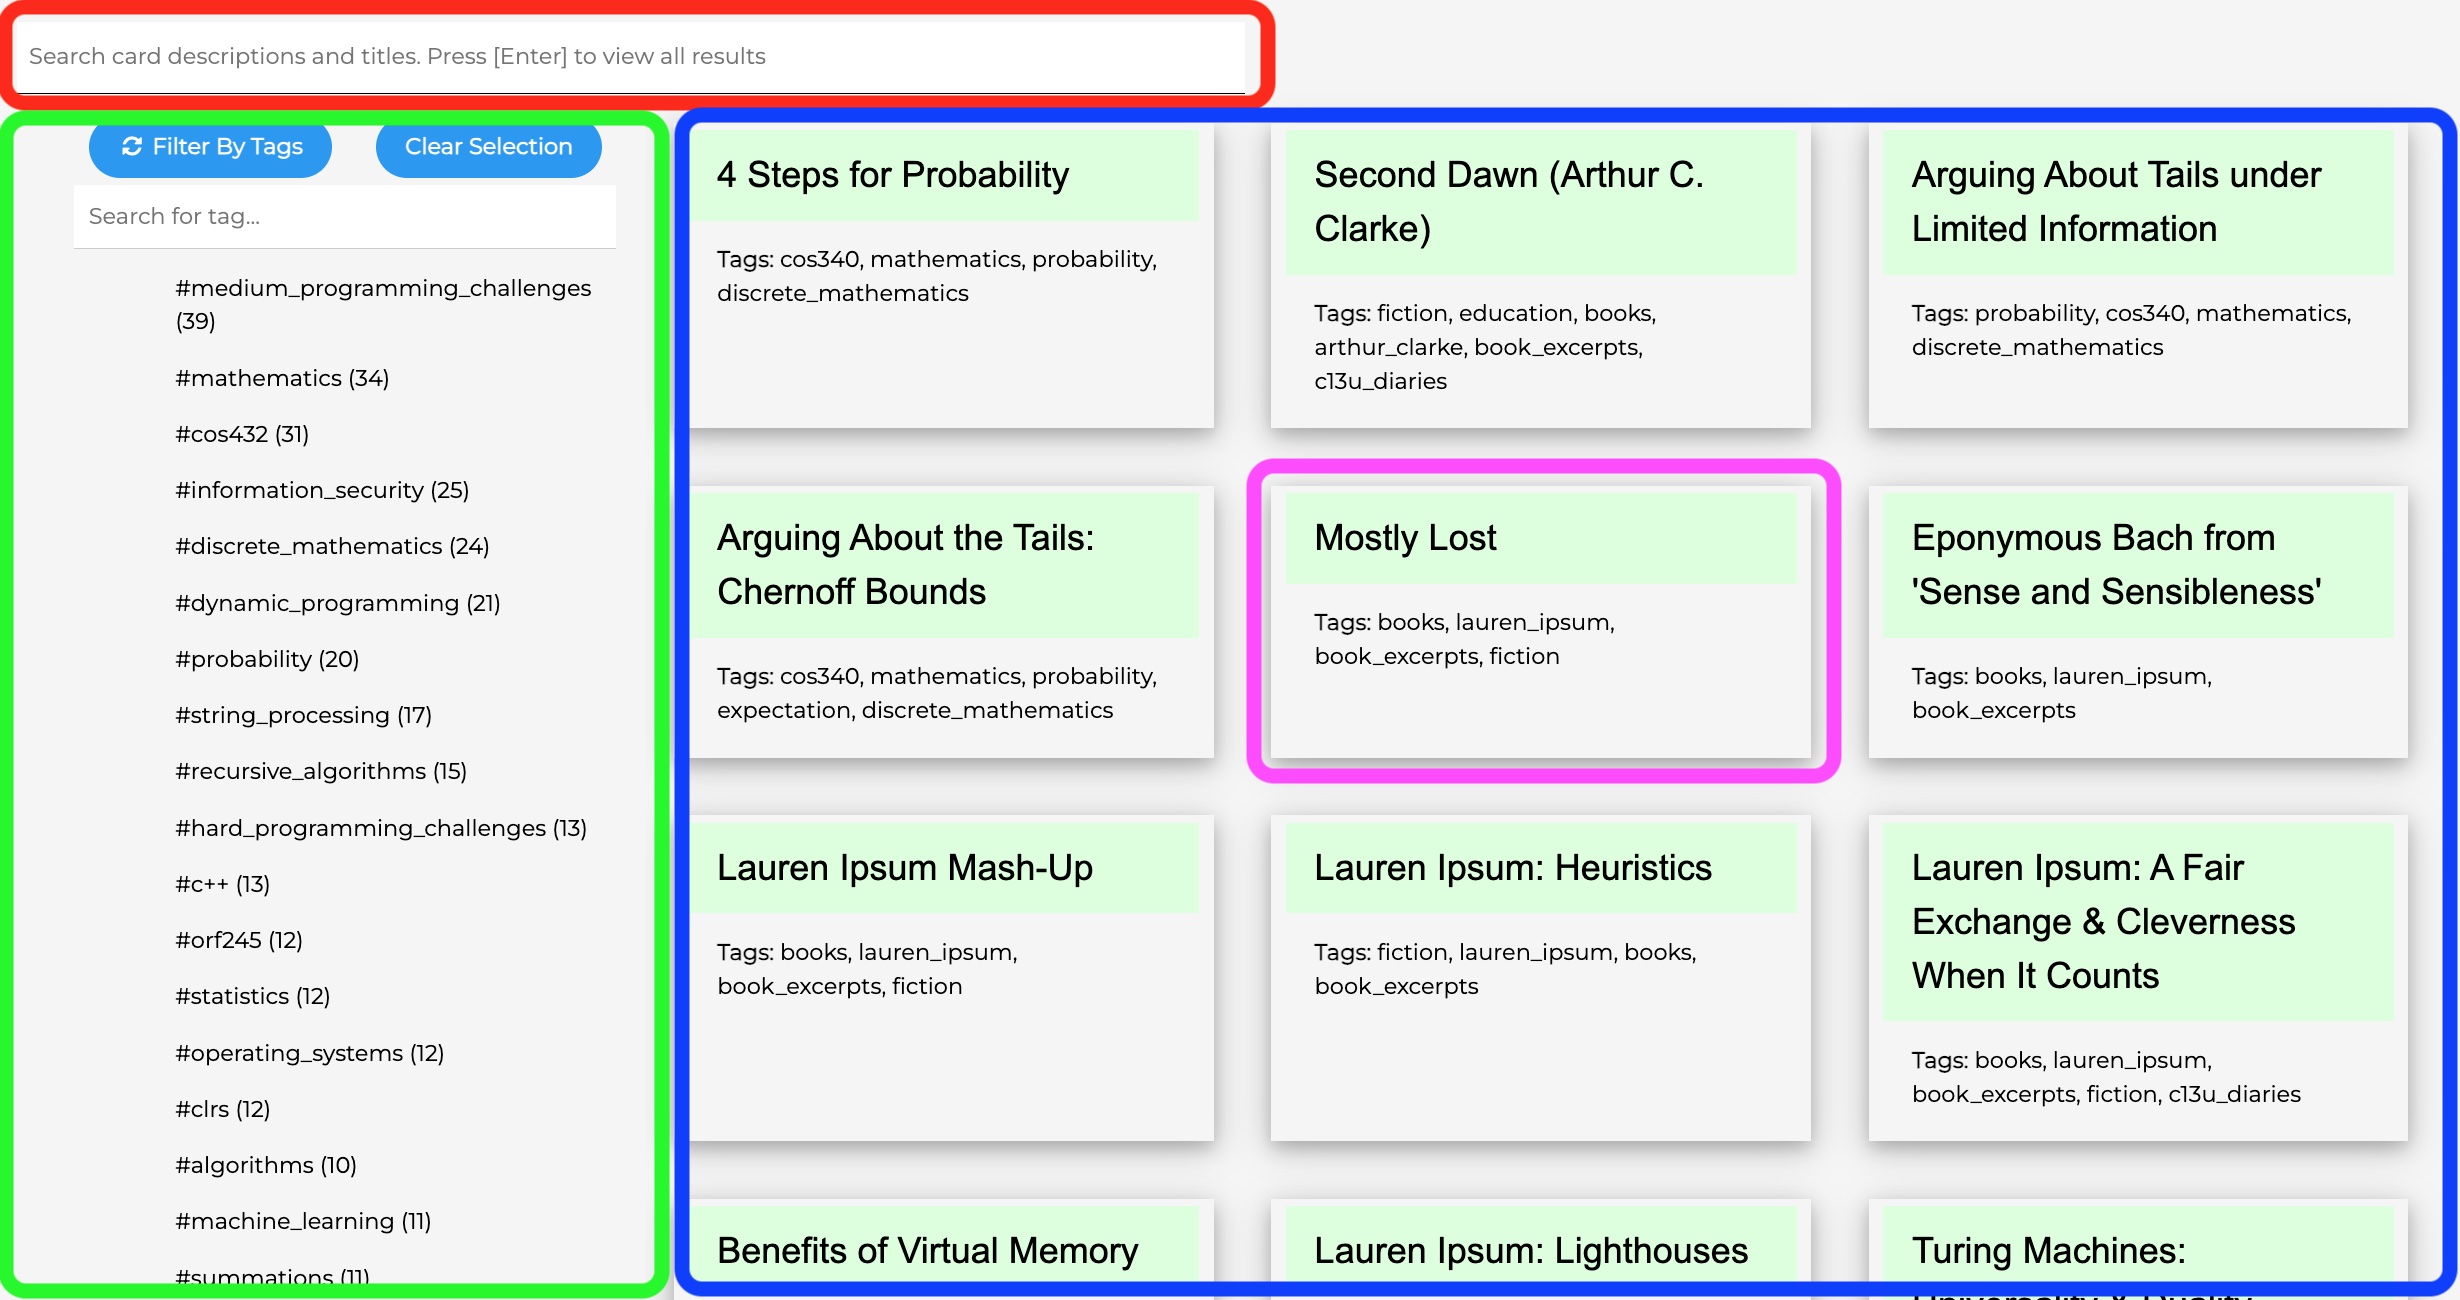 Search card descriptions and titles. Press [Enter] to view all results
Filter By Tags
Clear Selection
Search for tag...
#medium_programming_challenges
(39)
#mathematics (34)
#cos432 (31)
#information_security (25)
#discrete_mathematics (24)
#dynamic_programming (21)
#probability (20)
#string_processing (17)
#recursive_algorithms (15)
#hard_programming_challenges (13)
#c++ (13)
#orf245 (12)
#statistics (12)
#operating_systems (12)
#clrs (12)
#algorithms (10)
#machine_learning (11)
#summations (11)
4 Steps for Probability
Tags: cos340, mathematics, probability,
discrete_mathematics
Second Dawn (Arthur C.
Clarke)
Tags: fiction, education, books,
arthur_clarke, book_excerpts,
c13u_diaries
Arguing About Tails under
Limited Information
Tags: probability, cos340, mathematics,
discrete_mathematics
Arguing About the Tails:
Chernoff Bounds
Tags: cos340, mathematics, probability,
expectation, discrete_mathematics
Mostly Lost
Tags: books, lauren_ipsum,
book_excerpts, fiction
Eponymous Bach from
'Sense and Sensibleness'
Tags: books, lauren_ipsum,
book_excerpts
Lauren Ipsum Mash-Up
Tags: books, lauren_ipsum,
book_excerpts, fiction
Lauren Ipsum: Heuristics
Tags: fiction, lauren_ipsum, books,
book_excerpts
Lauren Ipsum: A Fair
Exchange & Cleverness
When It Counts
Tags: books, lauren_ipsum,
book_excerpts, fiction, c13u_diaries
Benefits of Virtual Memory
Lauren Ipsum: Lighthouses
Turing Machines: